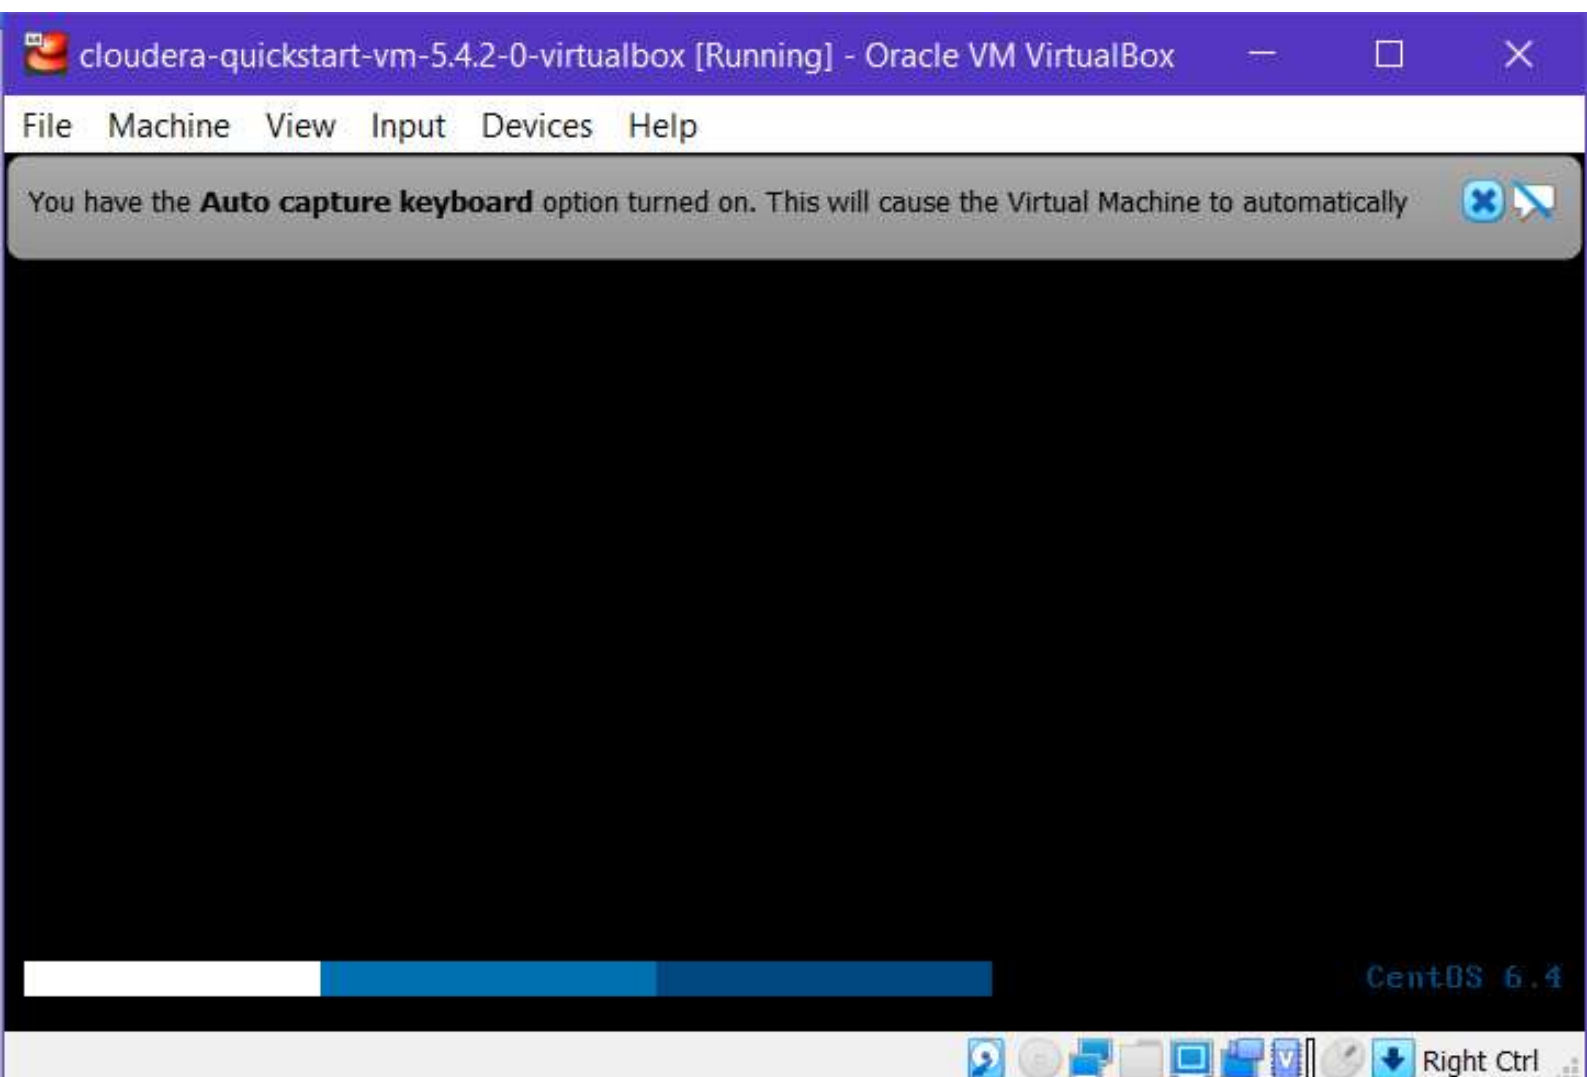 cloudera-quickstart-vm-5.4.2-0-virtualbox [Running] - Oracle VM VirtualBox
File Machine View Input Devices Help
You have the Auto capture keyboard option turned on. This will cause the Virtual Machine to automatically
CentOS 6.4
Right Ctrl